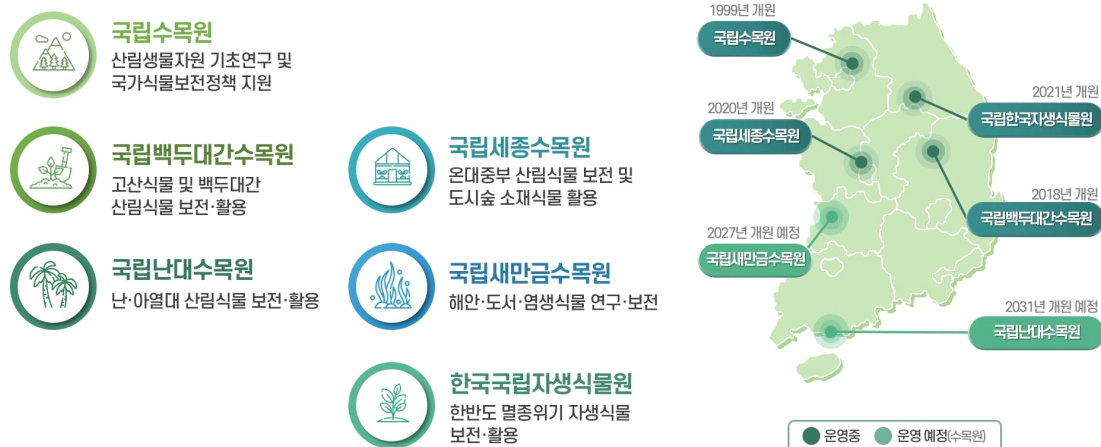 국립수목원
산림생물자원 기초연구 및
국가식물보전정책 지원
국립백두대간수목원
고산식물 및 백두대간
산림식물 보전·활용
국립세종수목원
온대중부 산림식물 보전 및
도시숲 소재식물 활용
국립난대수목원
난·아열대 산림식물 보전·활용
국립새만금수목원
해안·도서·염생식물 연구·보전
한국국립자생식물원
한반도 멸종위기 자생식물
보전·활용
1999년 개원
국립수목원
2021년 개원
국립한국자생식물원
2020년 개원
국립세종수목원
2018년 개원
국립백두대간수목원
2027년 개원 예정
국립새만금수목원
2031년 개원 예정
국립난대수목원
운영중 운영 예정(수목원)